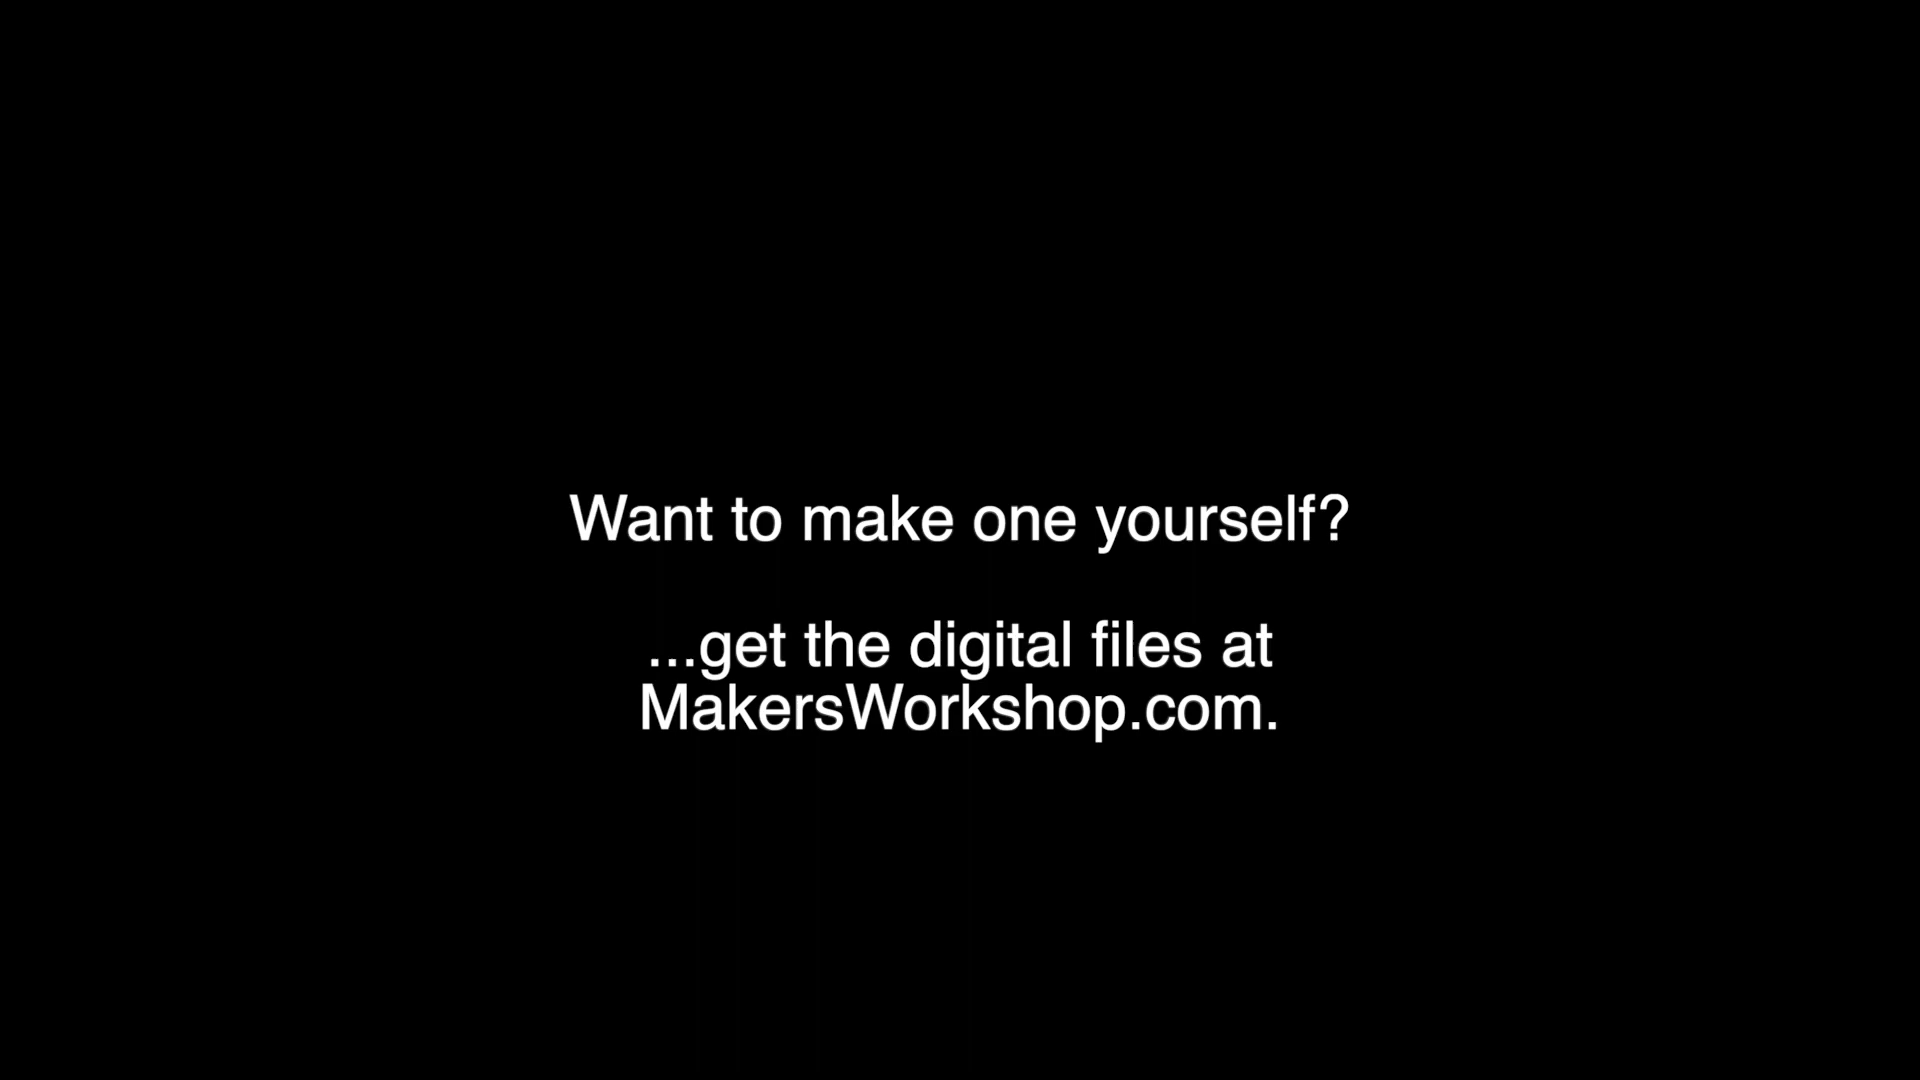 Want to make one yourself?
...get the digital files at
MakersWorkshop.com.